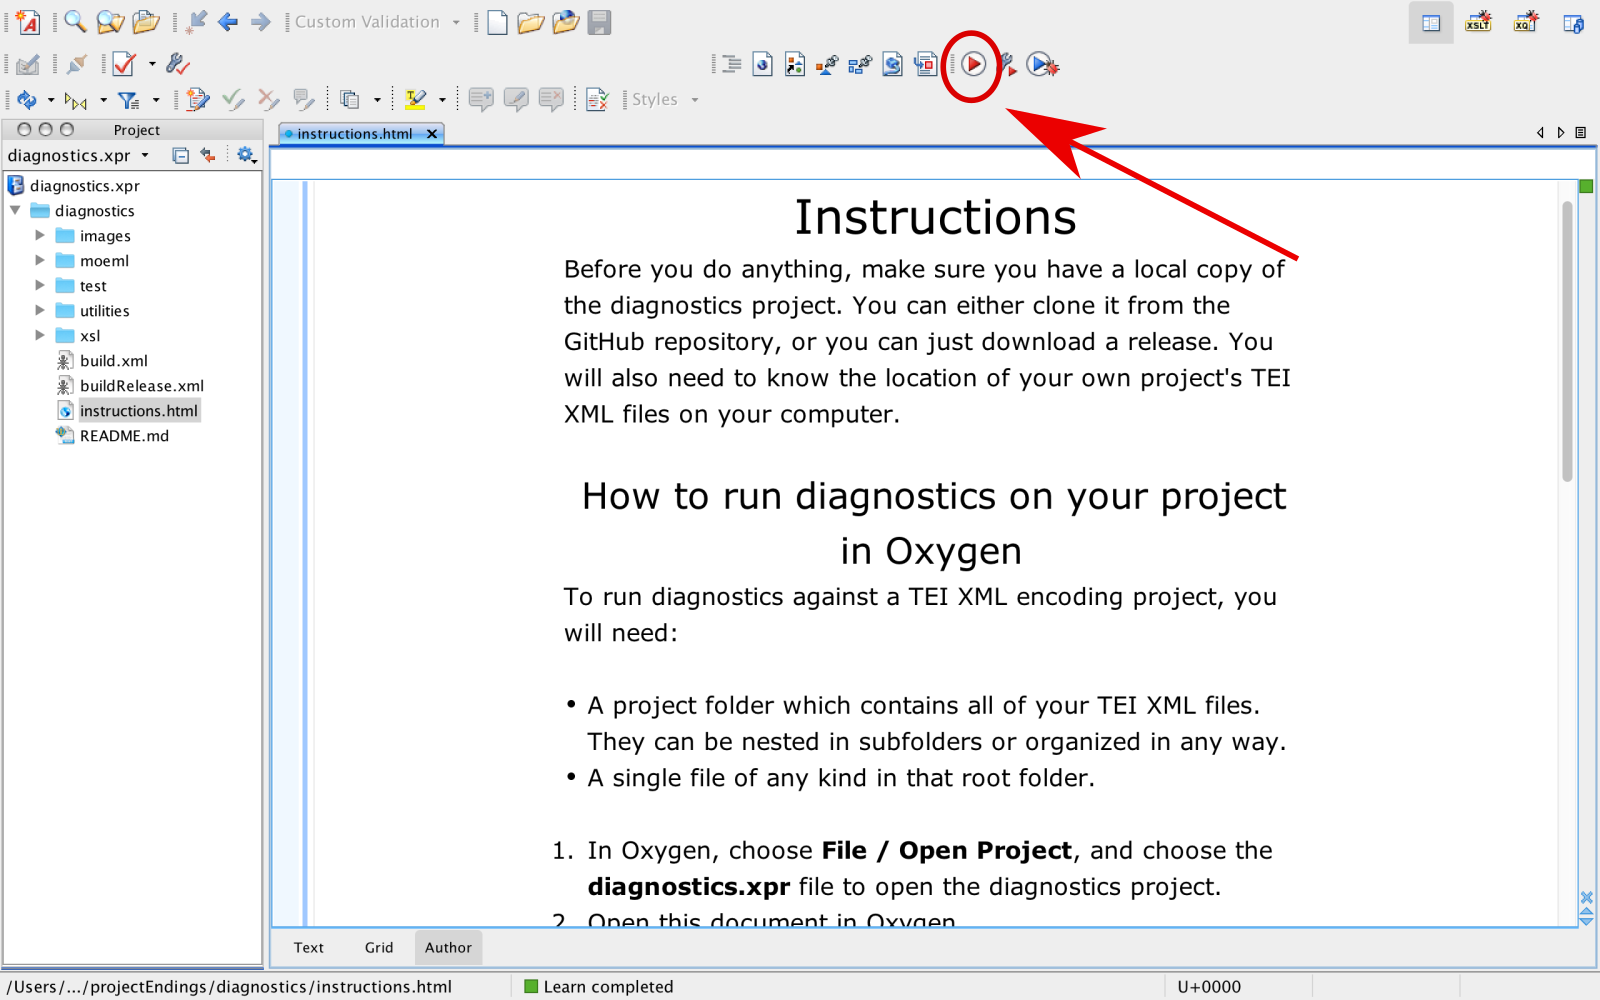 Custom Validation
XSLT
XQ
Styles
Project
instructions.html
diagnostics.xpr
diagnostics.xpr
diagnostics
images
moeml
test
utilities
xsl
build.xml
buildRelease.xml
instructions.html
README.md
Instructions
Before you do anything, make sure you have a local copy of
the diagnostics project. You can either clone it from the
GitHub repository, or you can just download a release. You
will also need to know the location of your own project's TEI
XML files on your computer.
How to run diagnostics on your project
in Oxygen
To run diagnostics against a TEI XML encoding project, you
will need:
• A project folder which contains all of your TEI XML files.
They can be nested in subfolders or organized in any way.
• A single file of any kind in that root folder.
1. In Oxygen, choose File / Open Project, and choose the
diagnostics.xpr file to open the diagnostics project.
2. Open this document in Oxygen
Text Grid Author
/Users/.../projectEndings/diagnostics/instructions.html Learn completed U+0000